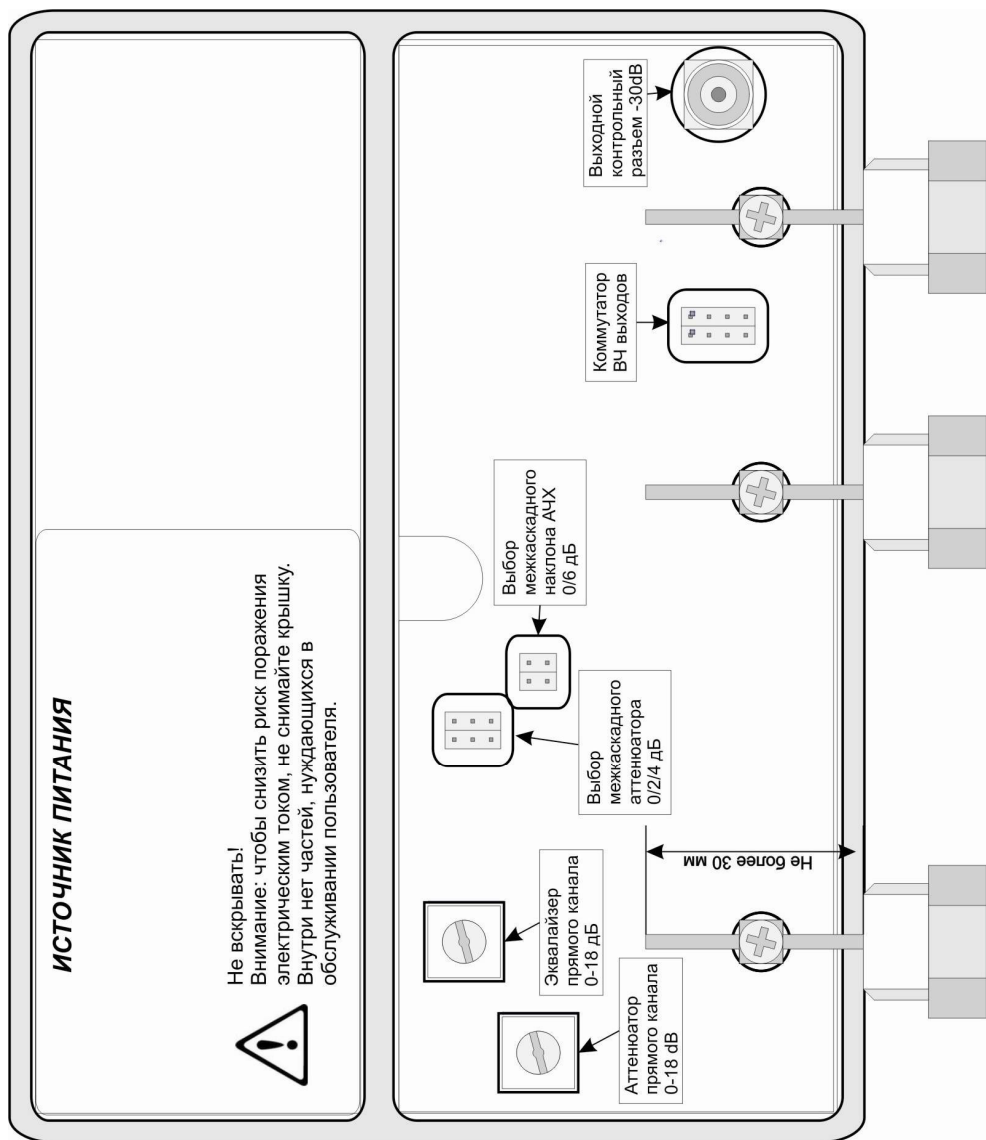 ИСТОЧНИК ПИТАНИЯ
Не вскрывать!
Внимание: чтобы снизить риск поражения
электрическим током, не снимайте крышку.
Внутри нет частей, нуждающихся в
обслуживании пользователя.
Аттенюатор
прямого канала
0-18 dB
Эквалайзер
прямого канала
0-18 дБ
Выбор
межкаскадного
аттенюатора
0/2/4 дБ
Выбор
межкаскадного
наклона АЧХ
0/6 дБ
Коммутатор
ВЧ выходов
Выходной
контрольный
разъем -30dB
Не более 30 мм